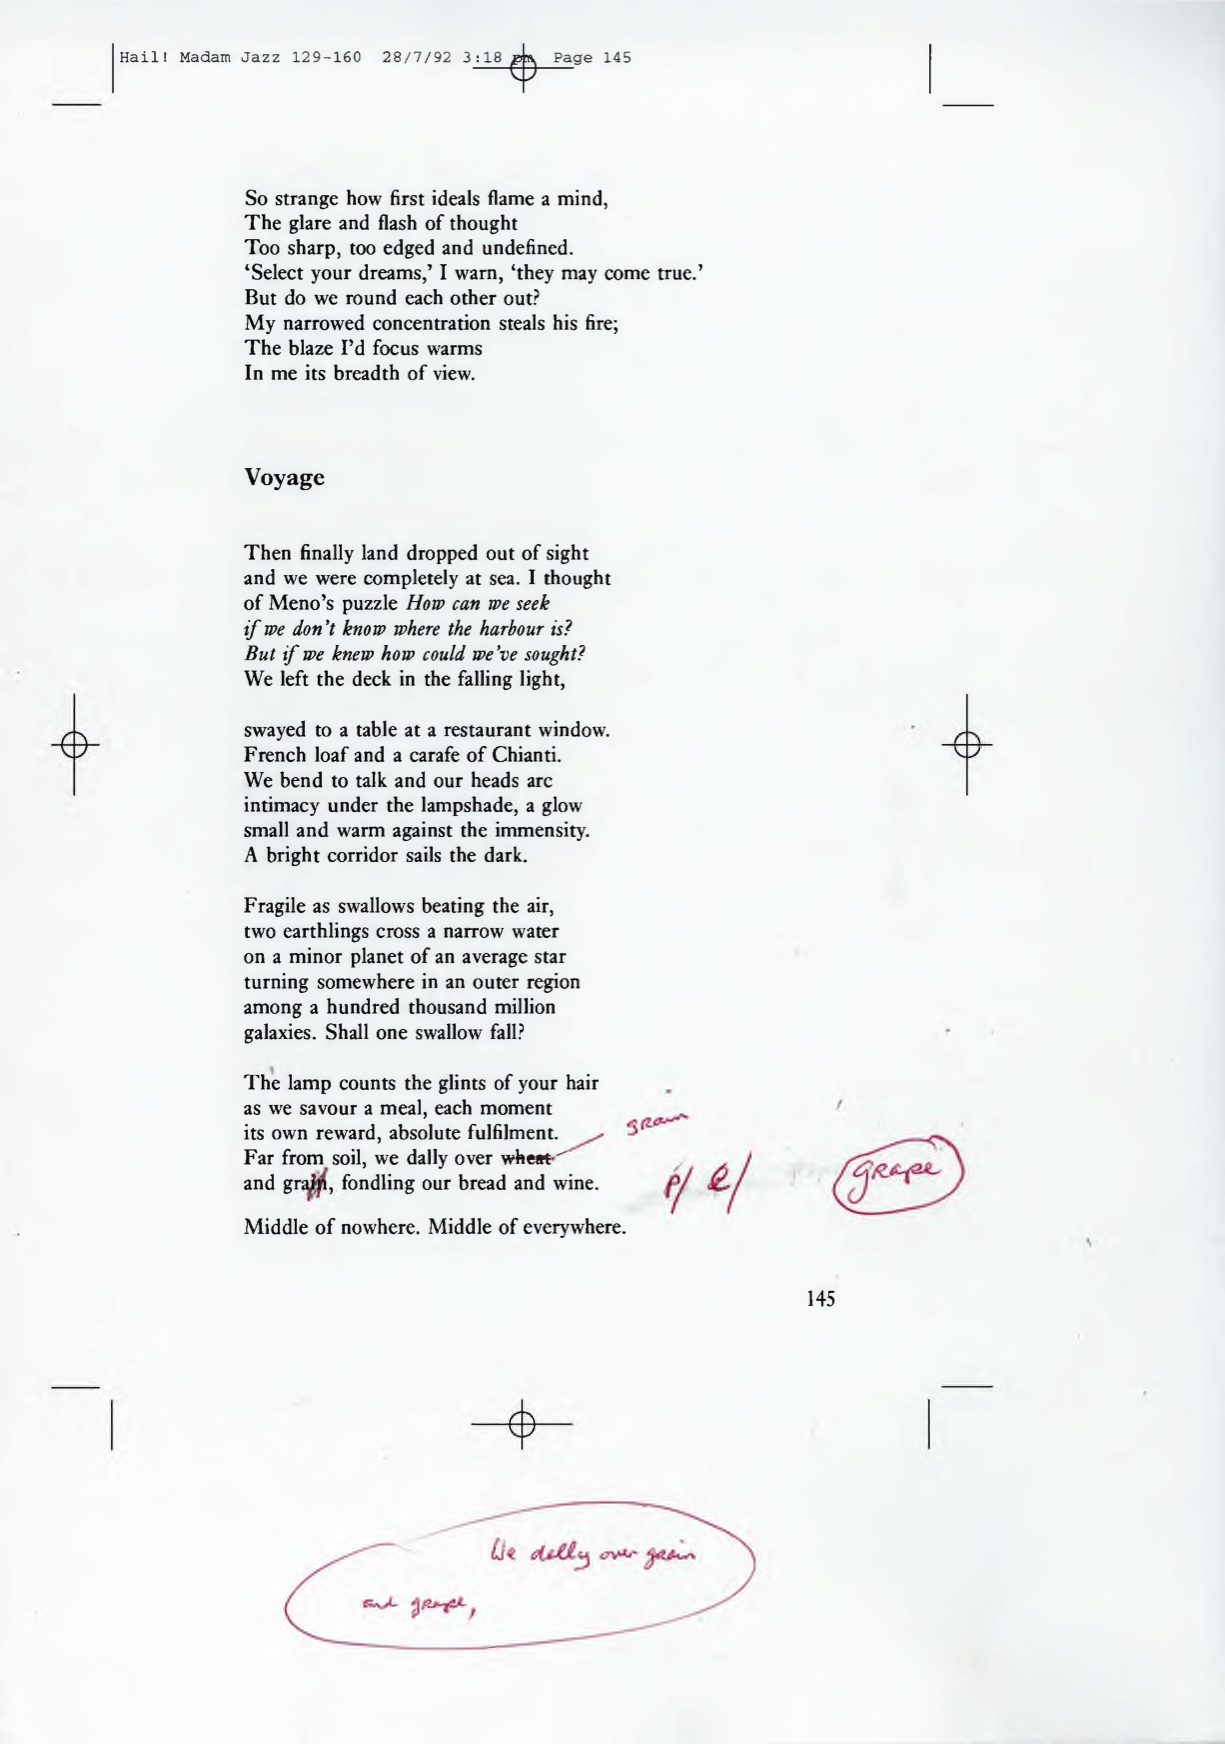 Hail! Madam Jazz 129-160 28/7/92 3:18 pm Page 145
So strange how first ideals flame a mind,
The glare and flash of thought
Too sharp, too edged and undefined.
‘Select your dreams,’ I warn, ‘they may come true.’
But do we round each other out?
My narrowed concentration steals his fire;
The blaze I’d focus warms
In me its breadth of view.
Voyage
Then finally land dropped out of sight
and we were completely at sea. I thought
of Meno’s puzzle How can we seek
if we don’t know where the harbour is?
But if we knew how could we’ve sought?
We left the deck in the falling light,
swayed to a table at a restaurant window.
French loaf and a carafe of Chianti.
We bend to talk and our heads arc
intimacy under the lampshade, a glow
small and warm against the immensity.
A bright corridor sails the dark.
Fragile as swallows beating the air,
two earthlings cross a narrow water
on a minor planet of an average star
turning somewhere in an outer region
among a hundred thousand million
galaxies. Shall one swallow fall?
The lamp counts the glints of your hair
as we savour a meal, each moment
its own reward, absolute fulfilment.
grain
Far from soil, we dally over wheat
and grain, fondling our bread and wine. p/ e/ grape
Middle of nowhere. Middle of everywhere.
145
We dally over grain
and grape,